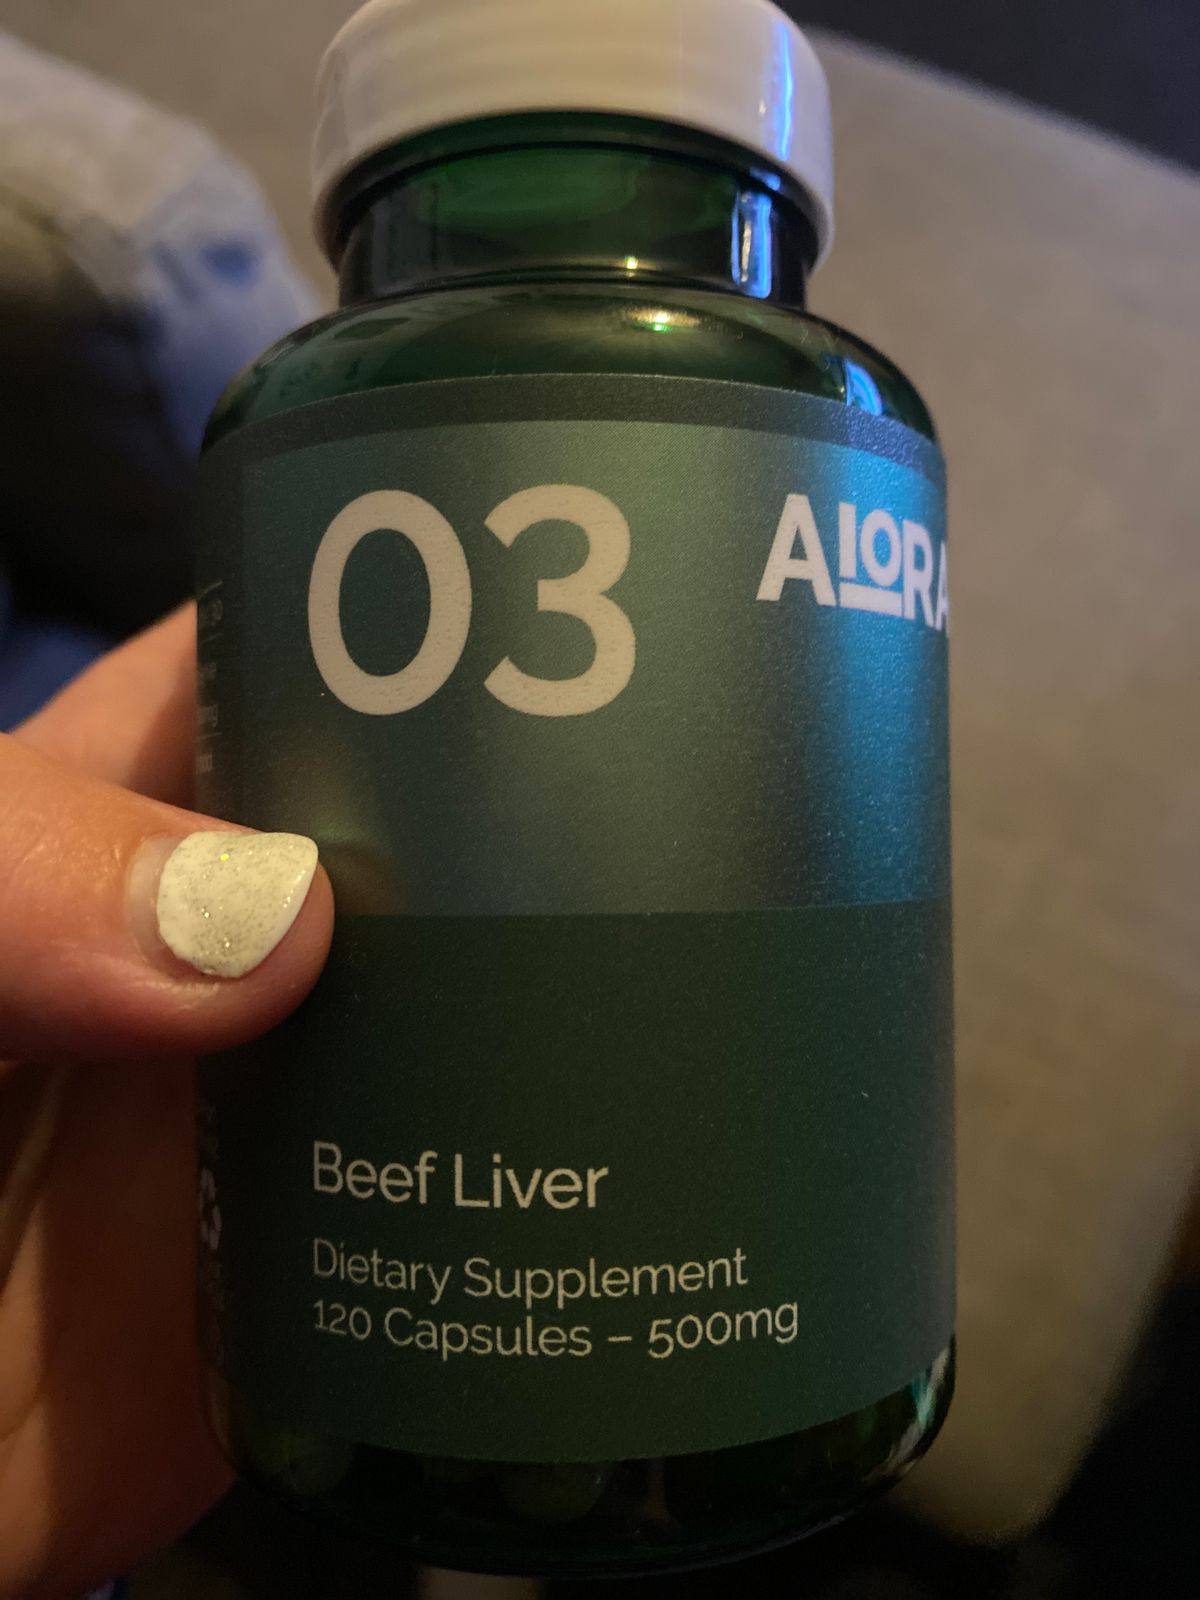 03
AIORA
Beef Liver
Dietary Supplement
120 Capsules – 500mg